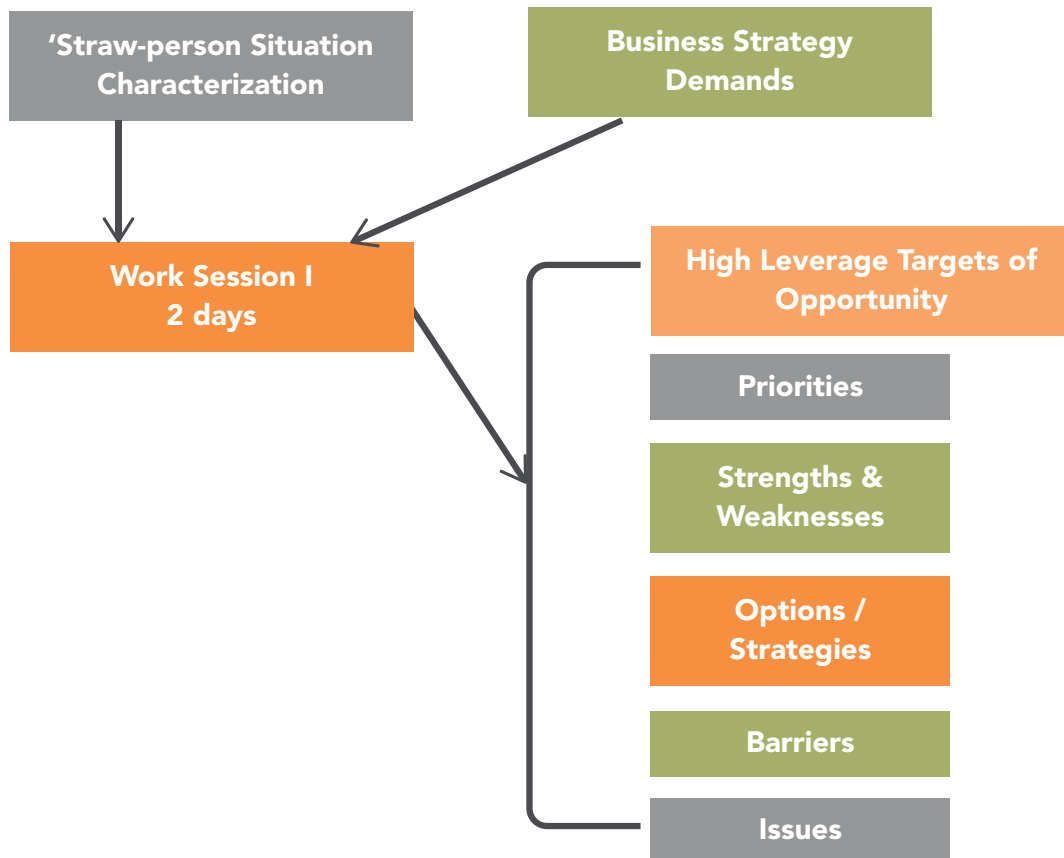 ‘Straw-person Situation
Characterization
Business Strategy
Demands
Work Session I
2 days
High Leverage Targets of
Opportunity
Priorities
Strengths &
Weaknesses
Options /
Strategies
Barriers
Issues